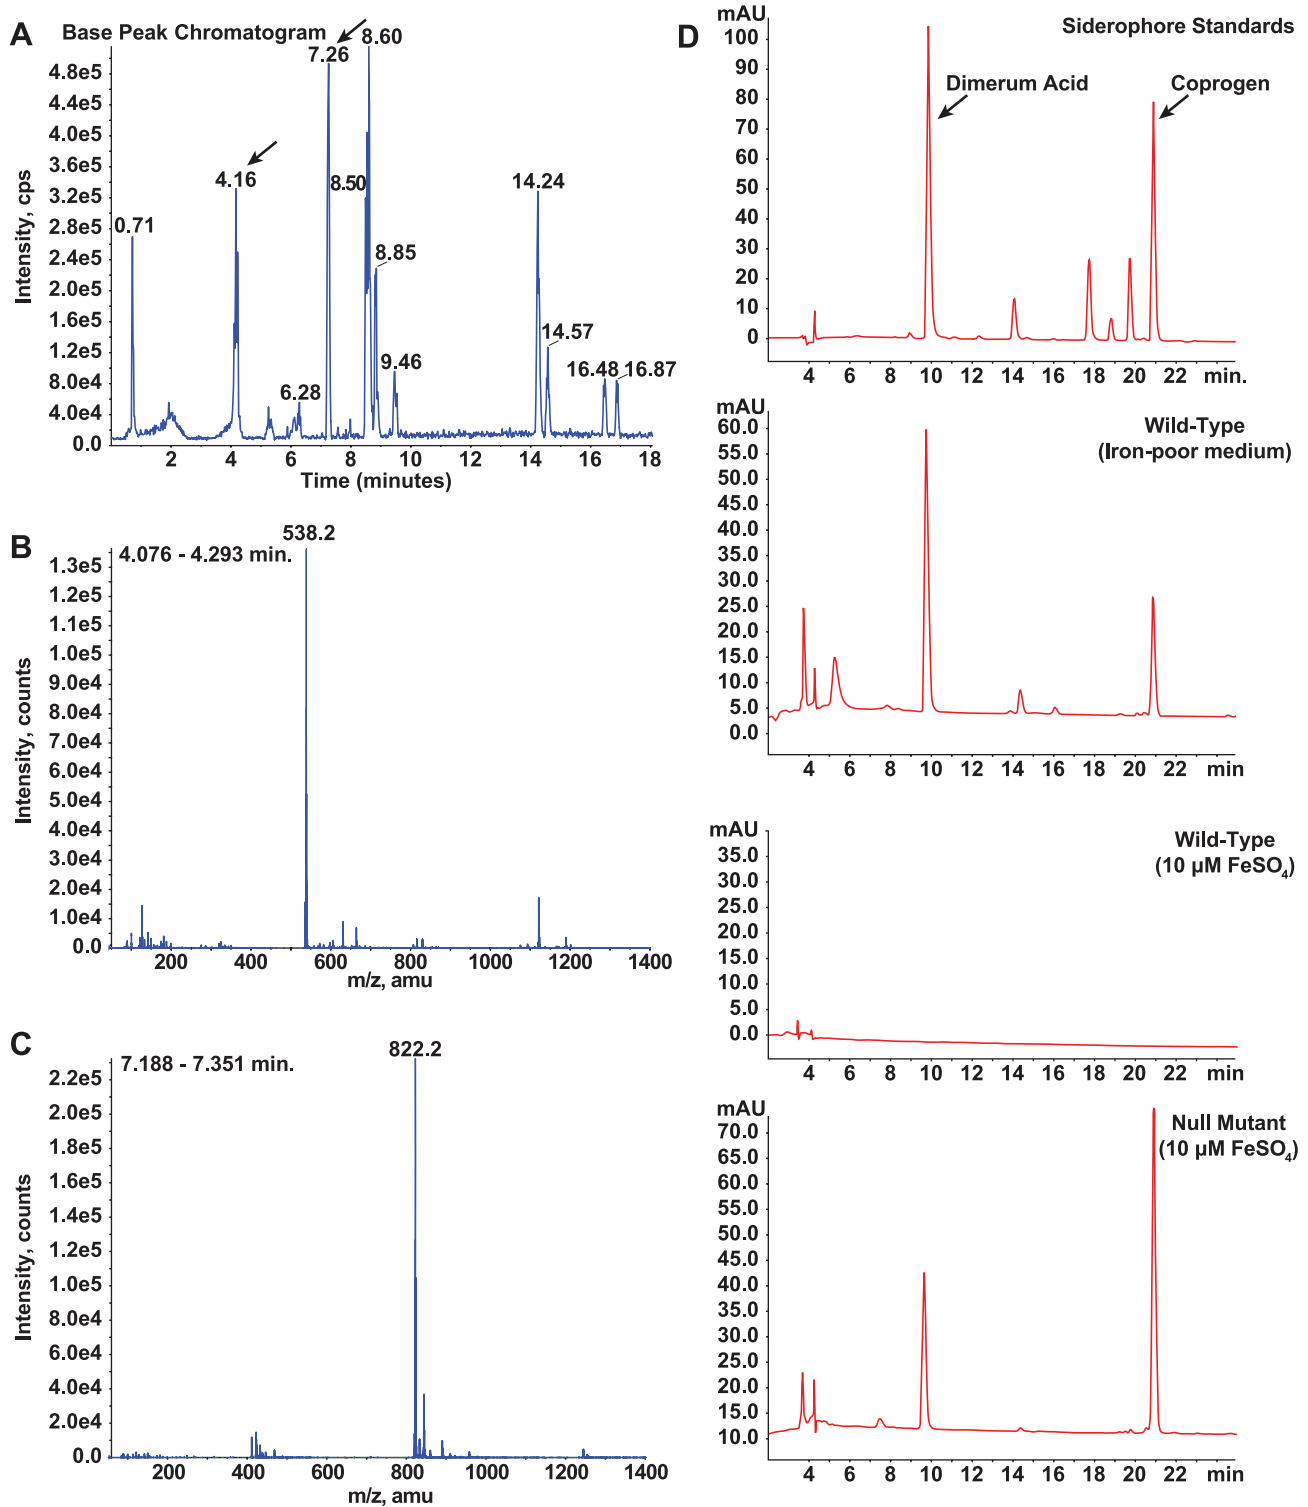 A
Base Peak Chromatogram
4.8e5
4.4e5
4.0e5
3.6e5
3.2e5
2.8e5
2.4e5
2.0e5
1.6e5
1.2e5
8.0e4
4.0e4
0.0
Intensity, cps
0.71
4.16
6.28
7.26
8.50
8.60
8.85
9.46
14.24
14.57
16.48
16.87
2 4 6 8 10 12 14 16 18
Time (minutes)
B
4.076 - 4.293 min.
538.2
1.3e5
1.2e5
1.1e5
1.0e5
9.0e4
8.0e4
7.0e4
6.0e4
5.0e4
4.0e4
3.0e4
2.0e4
1.0e4
0.0
Intensity, counts
200 400 600 800 1000 1200 1400
m/z, amu
C
7.188 - 7.351 min.
822.2
2.2e5
2.0e5
1.8e5
1.6e5
1.4e5
1.2e5
1.0e5
8.0e4
6.0e4
4.0e4
2.0e4
0.0
Intensity, counts
200 400 600 800 1000 1200 1400
m/z, amu
D
mAU
Siderophore Standards
Dimerum Acid
Coprogen
100
90
80
70
60
50
40
30
20
10
0
4 6 8 10 12 14 16 18 20 22 min.
mAU
Wild-Type
(Iron-poor medium)
60.0
55.0
50.0
45.0
40.0
35.0
30.0
25.0
20.0
15.0
10.0
5.0
0.0
4 6 8 10 12 14 16 18 20 22 min
mAU
Wild-Type
(10 µM FeSO₄)
35.0
30.0
25.0
20.0
15.0
10.0
5.0
0.0
4 6 8 10 12 14 16 18 20 22 min
mAU
Null Mutant
(10 µM FeSO₄)
70.0
65.0
60.0
55.0
50.0
45.0
40.0
35.0
30.0
25.0
20.0
15.0
10.0
4 6 8 10 12 14 16 18 20 22 min